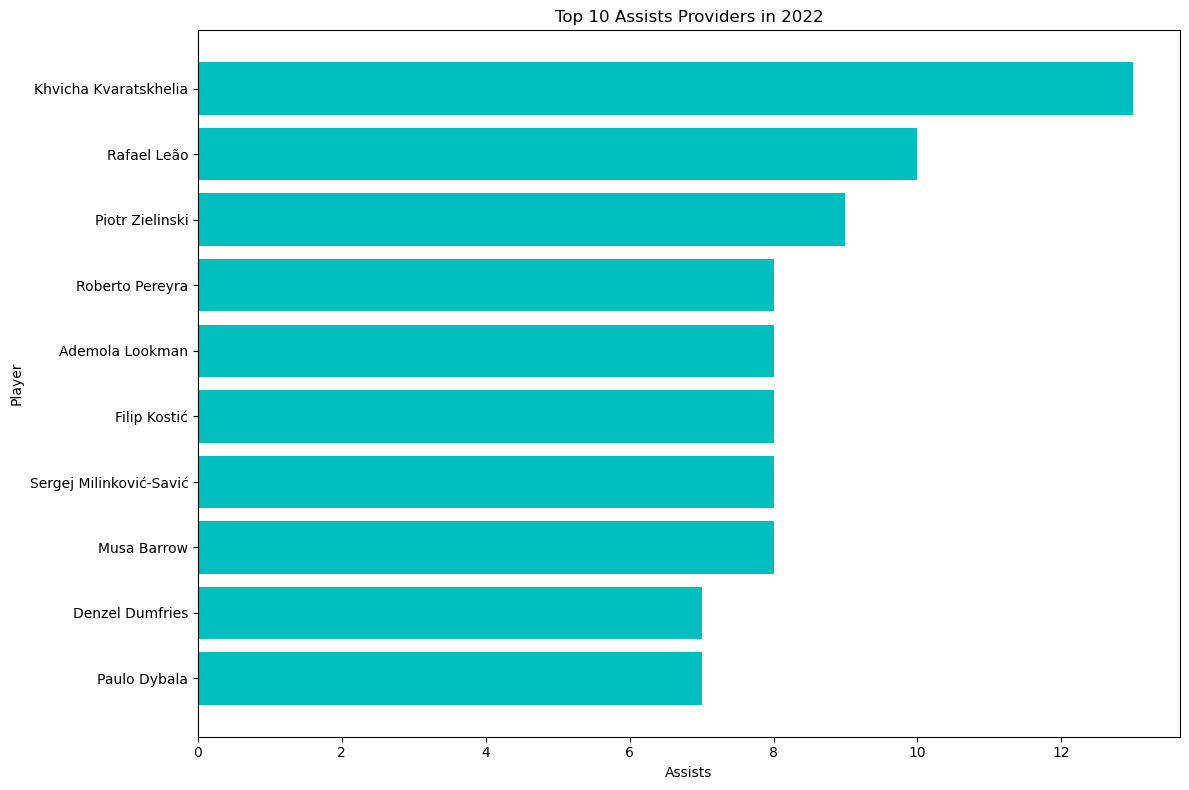 Top 10 Assists Providers in 2022
Player
Khvicha Kvaratskhelia
Rafael Leão
Piotr Zielinski
Roberto Pereyra
Ademola Lookman
Filip Kostić
Sergej Milinković-Savić
Musa Barrow
Denzel Dumfries
Paulo Dybala
0 2 4 6 8 10 12
Assists